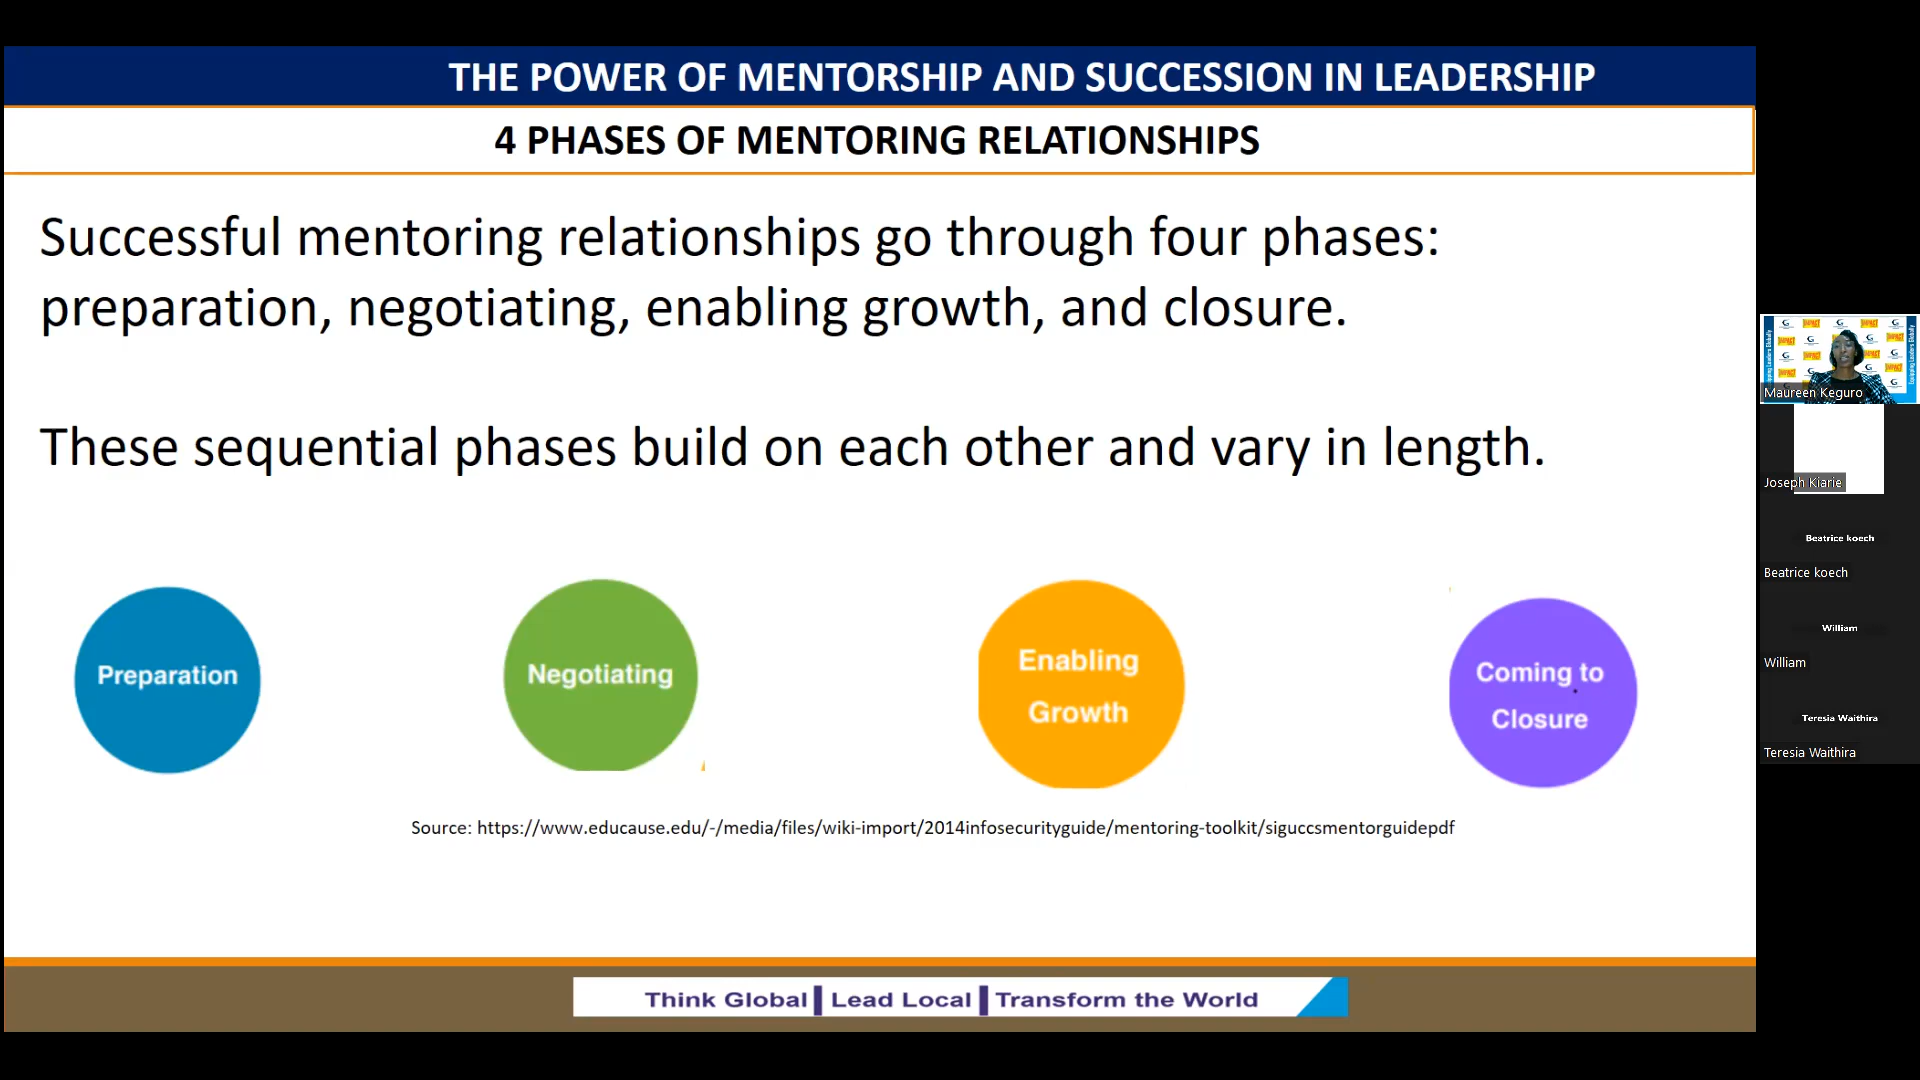 THE POWER OF MENTORSHIP AND SUCCESSION IN LEADERSHIP
4 PHASES OF MENTORING RELATIONSHIPS
Successful mentoring relationships go through four phases:
preparation, negotiating, enabling growth, and closure.
These sequential phases build on each other and vary in length.
Preparation
Negotiating
Enabling
Growth
Coming to
Closure
Source: https://www.educause.edu/-/media/files/wiki-import/2014infosecurityguide/mentoring-toolkit/siguccsmentorguidepdf
Think Global | Lead Local | Transform the World
Maureen Keguro
Joseph Kiarie
Beatrice koech
Beatrice koech
William
William
Teresia Waithira
Teresia Waithira